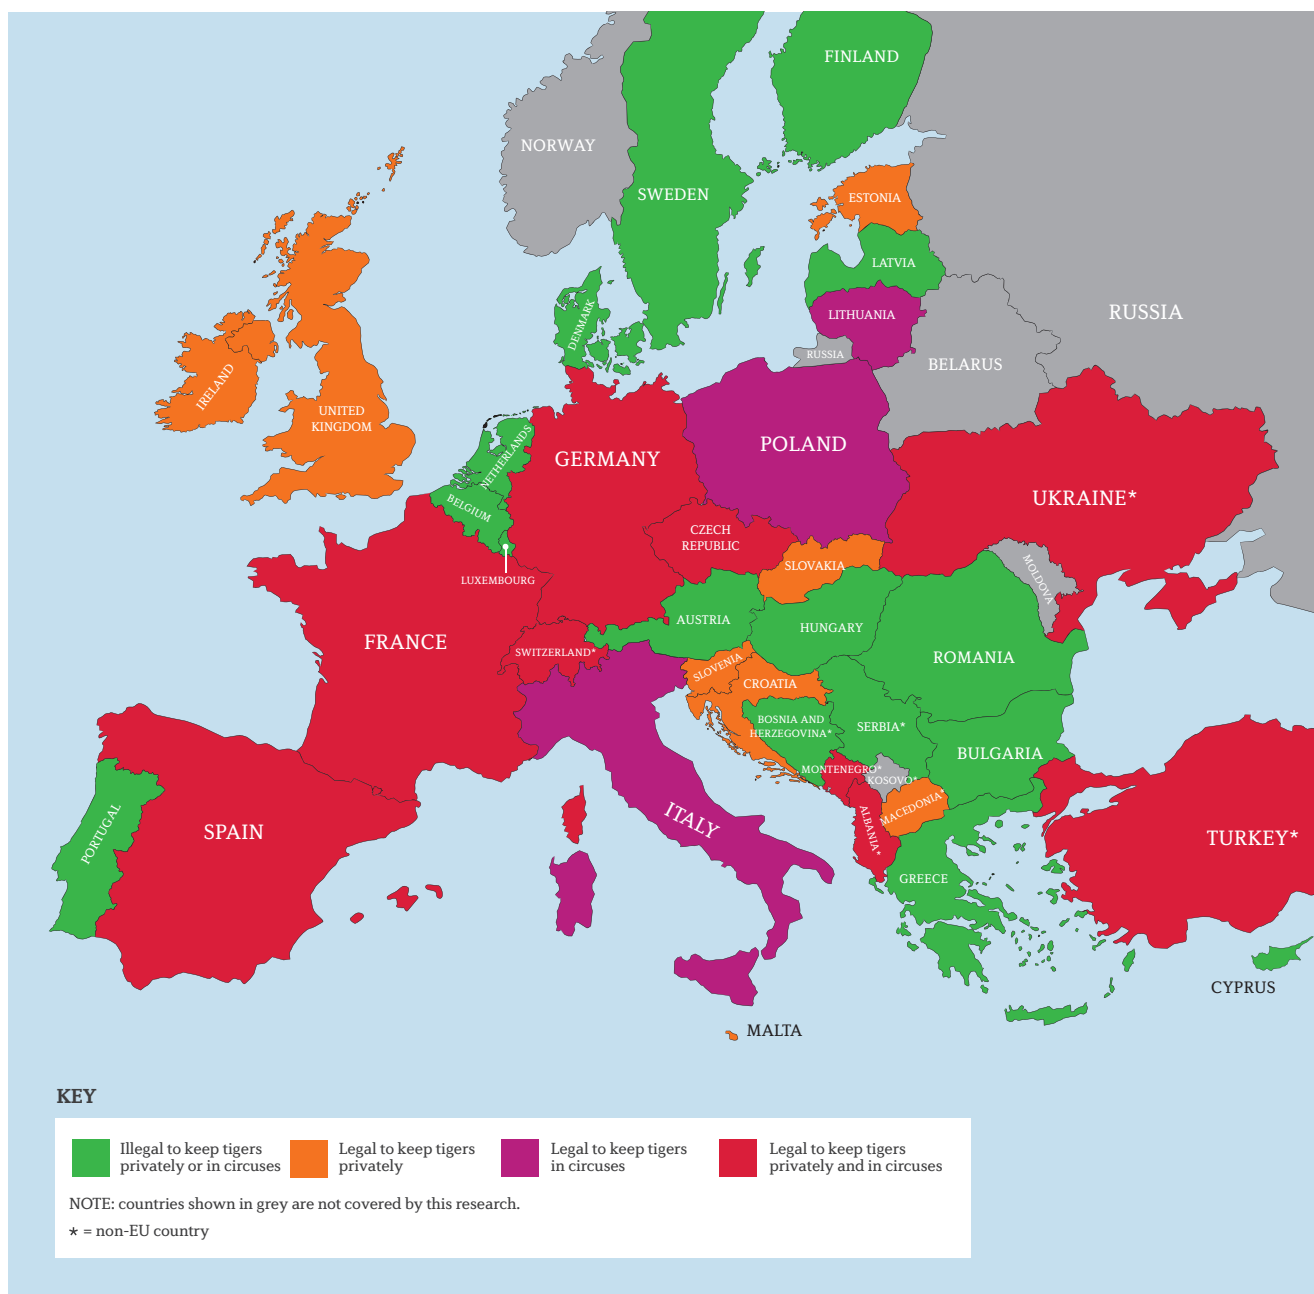 FINLAND
NORWAY
SWEDEN
ESTONIA
LATVIA
RUSSIA
LITHUANIA
DENMARK
RUSSIA
BELARUS
IRELAND
UNITED
KINGDOM
NETHERLANDS
GERMANY
POLAND
BELGIUM
UKRAINE*
CZECH
REPUBLIC
SLOVAKIA
LUXEMBOURG
MOLDOVA
AUSTRIA
HUNGARY
FRANCE
SWITZERLAND*
ROMANIA
SLOVENIA
CROATIA
BOSNIA AND
HERZEGOVINA*
SERBIA*
BULGARIA
MONTENEGRO*
KOSOVO*
MACEDONIA*
ALBANIA*
PORTUGAL
SPAIN
ITALY
TURKEY*
GREECE
CYPRUS
MALTA
KEY
Illegal to keep tigers
privately or in circuses
Legal to keep tigers
privately
Legal to keep tigers
in circuses
Legal to keep tigers
privately and in circuses
NOTE: countries shown in grey are not covered by this research.
* = non-EU country